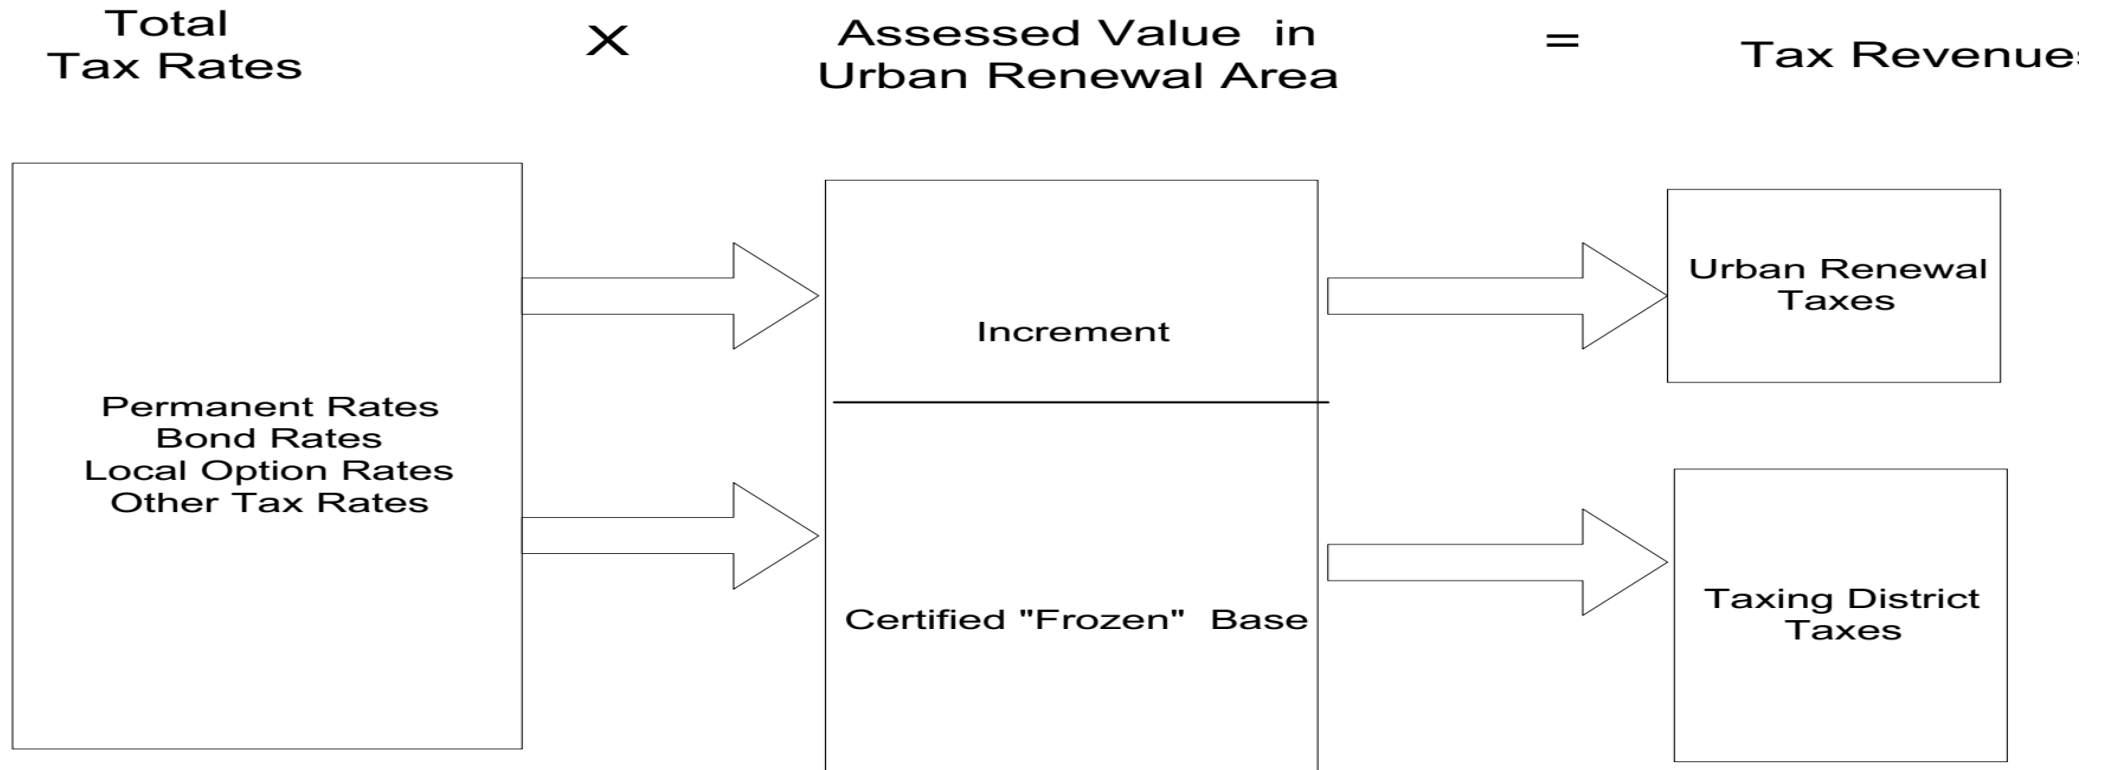 Total
Tax Rates
X
Assessed Value in
Urban Renewal Area
=
Tax Revenue
Permanent Rates
Bond Rates
Local Option Rates
Other Tax Rates
Increment
Certified "Frozen" Base
Urban Renewal
Taxes
Taxing District
Taxes